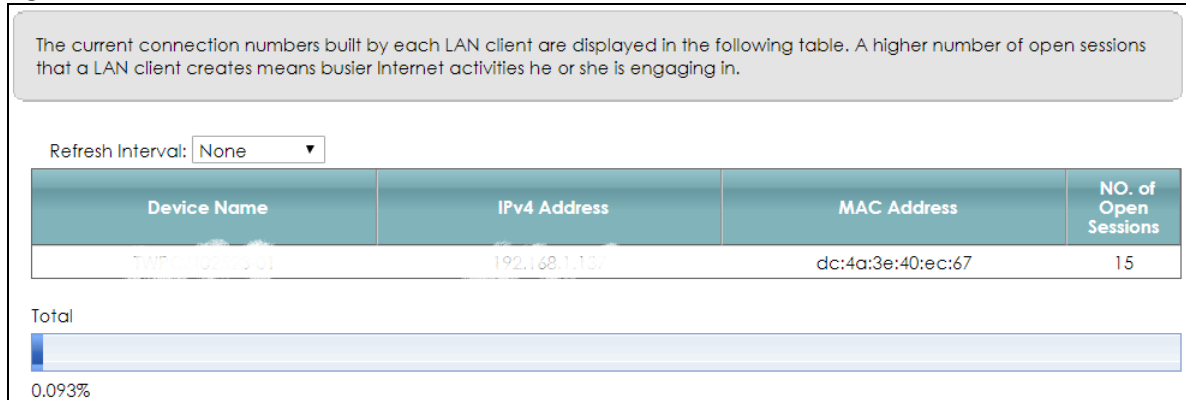 The current connection numbers built by each LAN client are displayed in the following table. A higher number of open sessions
that a LAN client creates means busier Internet activities he or she is engaging in.
Refresh Interval: None
Device Name IPv4 Address MAC Address NO. of Open Sessions
dc:4a:3e:40:ec:67 15
Total
0.093%